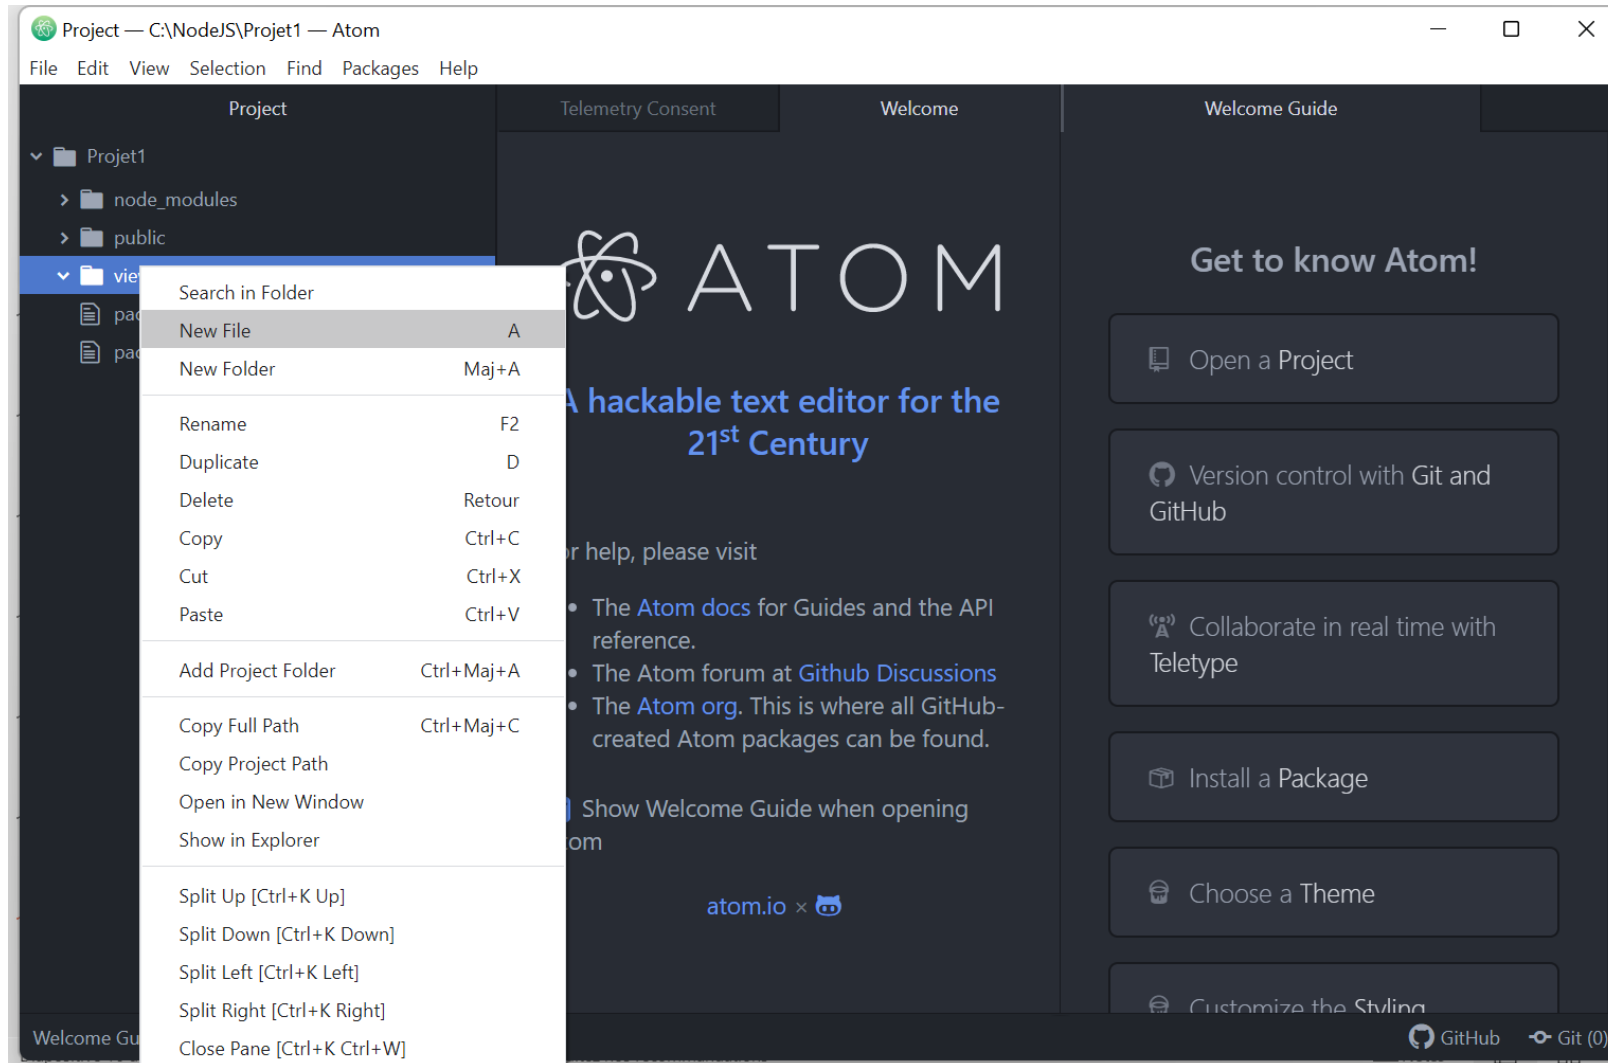 Project — C:\NodeJS\Projet1 — Atom
File Edit View Selection Find Packages Help
Project
Telemetry Consent
Welcome
Welcome Guide
Projet1
node_modules
public
Search in Folder
New File A
New Folder Maj+A
Rename F2
Duplicate D
Delete Retour
Copy Ctrl+C
Cut Ctrl+X
Paste Ctrl+V
Add Project Folder Ctrl+Maj+A
Copy Full Path Ctrl+Maj+C
Copy Project Path
Open in New Window
Show in Explorer
Split Up [Ctrl+K Up]
Split Down [Ctrl+K Down]
Split Left [Ctrl+K Left]
Split Right [Ctrl+K Right]
Close Pane [Ctrl+K Ctrl+W]
ATOM
A hackable text editor for the
21st Century
help, please visit
• The Atom docs for Guides and the API
reference.
• The Atom forum at Github Discussions
• The Atom org. This is where all GitHub-
created Atom packages can be found.
Show Welcome Guide when opening
atom.io ×
Get to know Atom!
Open a Project
Version control with Git and
GitHub
Collaborate in real time with
Teletype
Install a Package
Choose a Theme
Customize the Styling
Welcome
GitHub
Git (0)